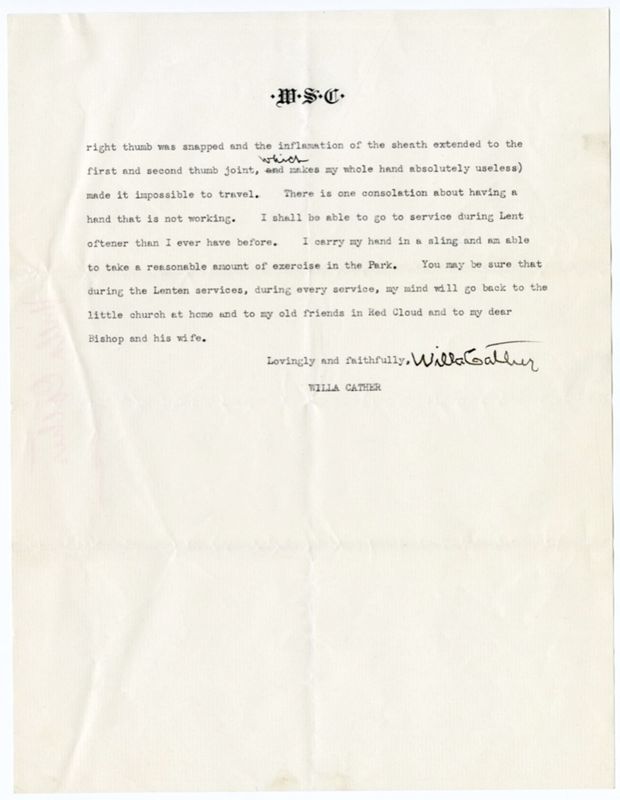 ·W·S·C·
right thumb was snapped and the inflamation of the sheath extended to the
which
first and second thumb joint, and makes my whole hand absolutely useless)
made it impossible to travel. There is one consolation about having a
hand that is not working. I shall be able to go to service during Lent
oftener than I ever have before. I carry my hand in a sling and am able
to take a reasonable amount of exercise in the Park. You may be sure that
during the Lenten services, during every service, my mind will go back to the
little church at home and to my old friends in Red Cloud and to my dear
Bishop and his wife.
Lovingly and faithfully, Willa Cather
WILLA CATHER